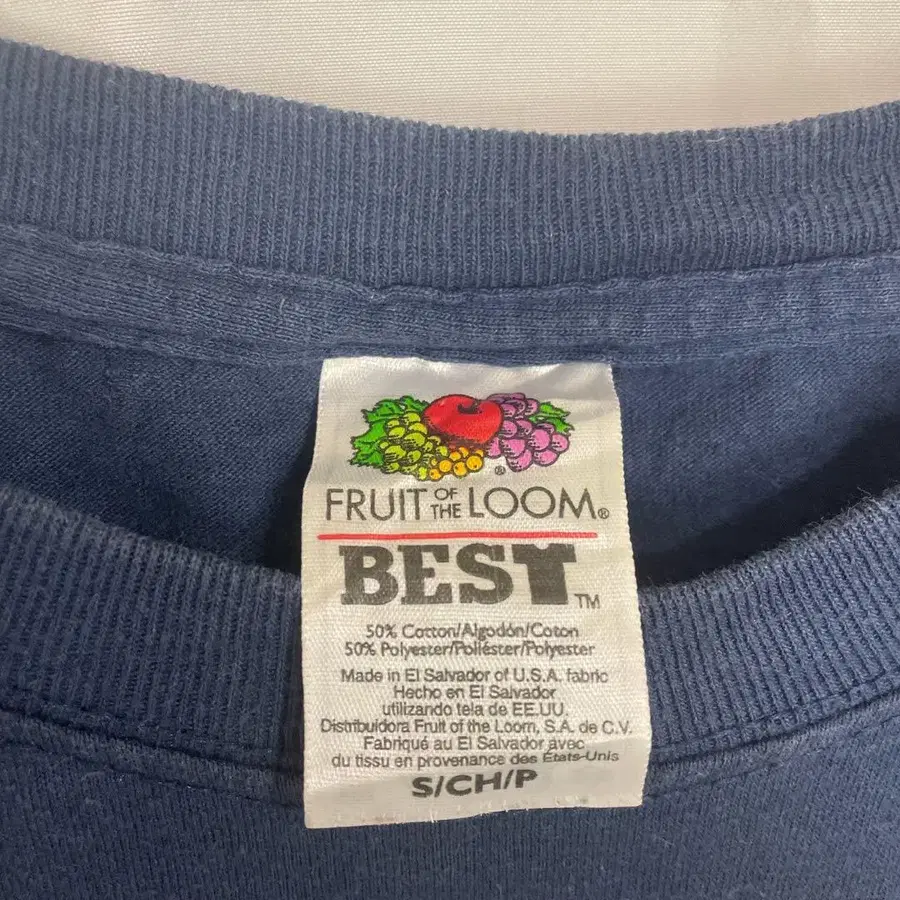 ®
FRUIT OF THE LOOM®
BEST™
50% Cotton/Algodón/Coton
50% Polyester/Poliéster/Polyester
Made in El Salvador of U.S.A. fabric
Hecho en El Salvador
utilizando tela de EE.UU.
Distribuidora Fruit of the Loom, S.A. de C.V.
Fabriqué au El Salvador avec
du tissu en provenance des États-Unis
S/CH/P